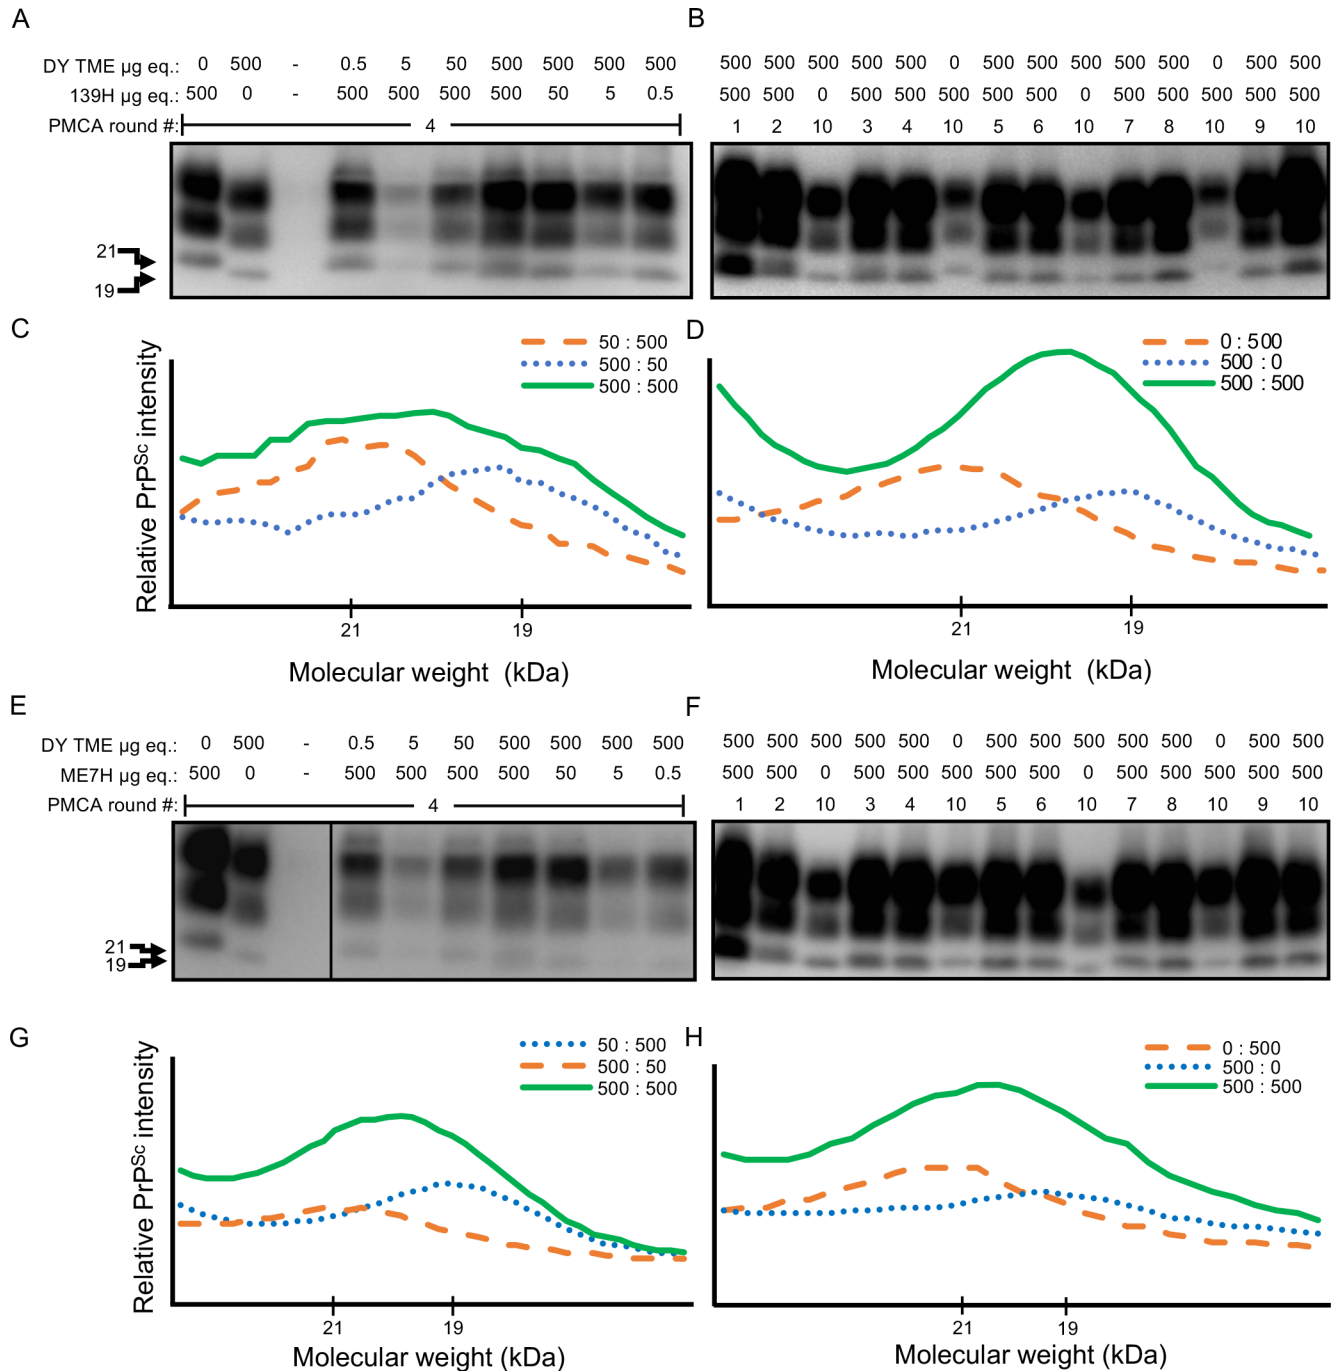 A
DY TME µg eq.: 0 500 - 0.5 5 50 500 500 500 500
139H µg eq.: 500 0 - 500 500 500 500 50 5 0.5
PMCA round #: 4
21
19
B
500 500 500 500 500 0 500 500 500 500 500 0 500 500
500 500 0 500 500 500 500 500 0 500 500 500 500 500
1 2 10 3 4 10 5 6 10 7 8 10 9 10
C
50 : 500
500 : 50
500 : 500
Relative PrPSc intensity
21 19
Molecular weight (kDa)
D
0 : 500
500 : 0
500 : 500
21 19
Molecular weight (kDa)
E
DY TME µg eq.: 0 500 - 0.5 5 50 500 500 500 500
ME7H µg eq.: 500 0 - 500 500 500 500 50 5 0.5
PMCA round #: 4
21
19
F
500 500 500 500 500 0 500 500 500 500 500 0 500 500
500 500 0 500 500 500 500 500 0 500 500 500 500 500
1 2 10 3 4 10 5 6 10 7 8 10 9 10
G
50 : 500
500 : 50
500 : 500
Relative PrPSc intensity
21 19
Molecular weight (kDa)
H
0 : 500
500 : 0
500 : 500
21 19
Molecular weight (kDa)